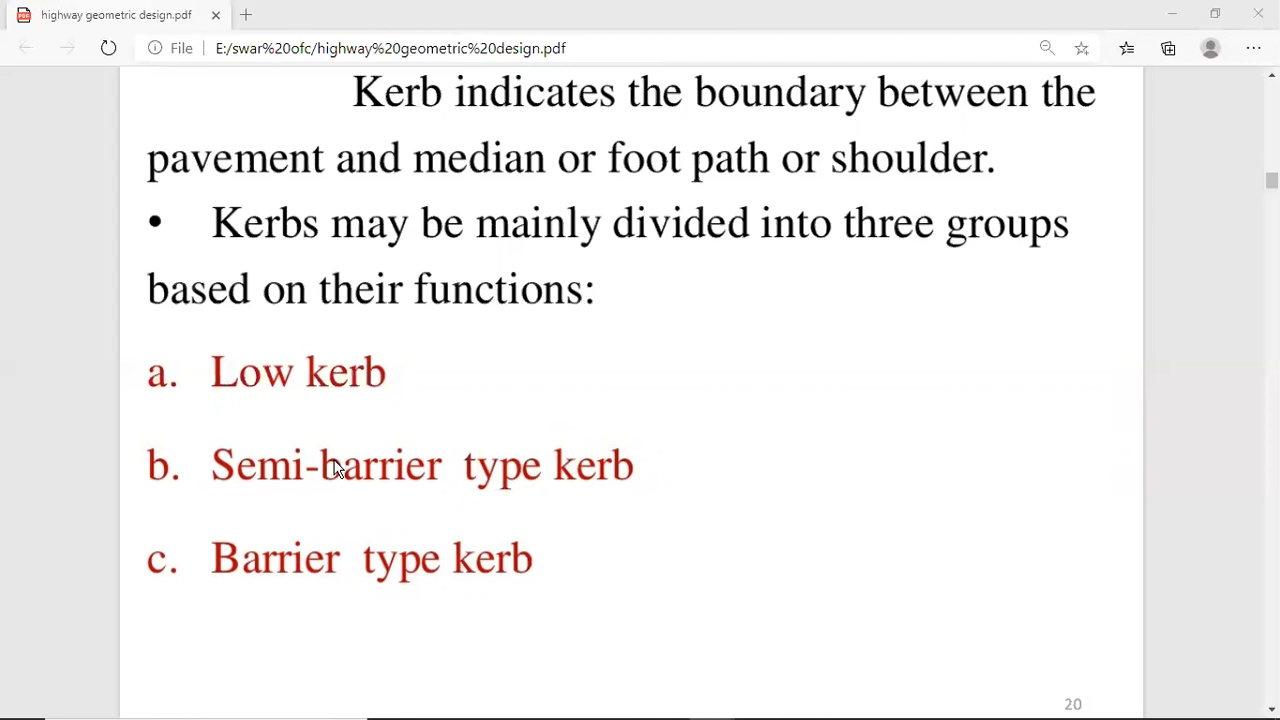 highway geometric design.pdf
File
E:/swar%20ofc/highway%20geometric%20design.pdf
Kerb indicates the boundary between the
pavement and median or foot path or shoulder.
• Kerbs may be mainly divided into three groups
based on their functions:
a. Low kerb
b. Semi-barrier type kerb
c. Barrier type kerb
20